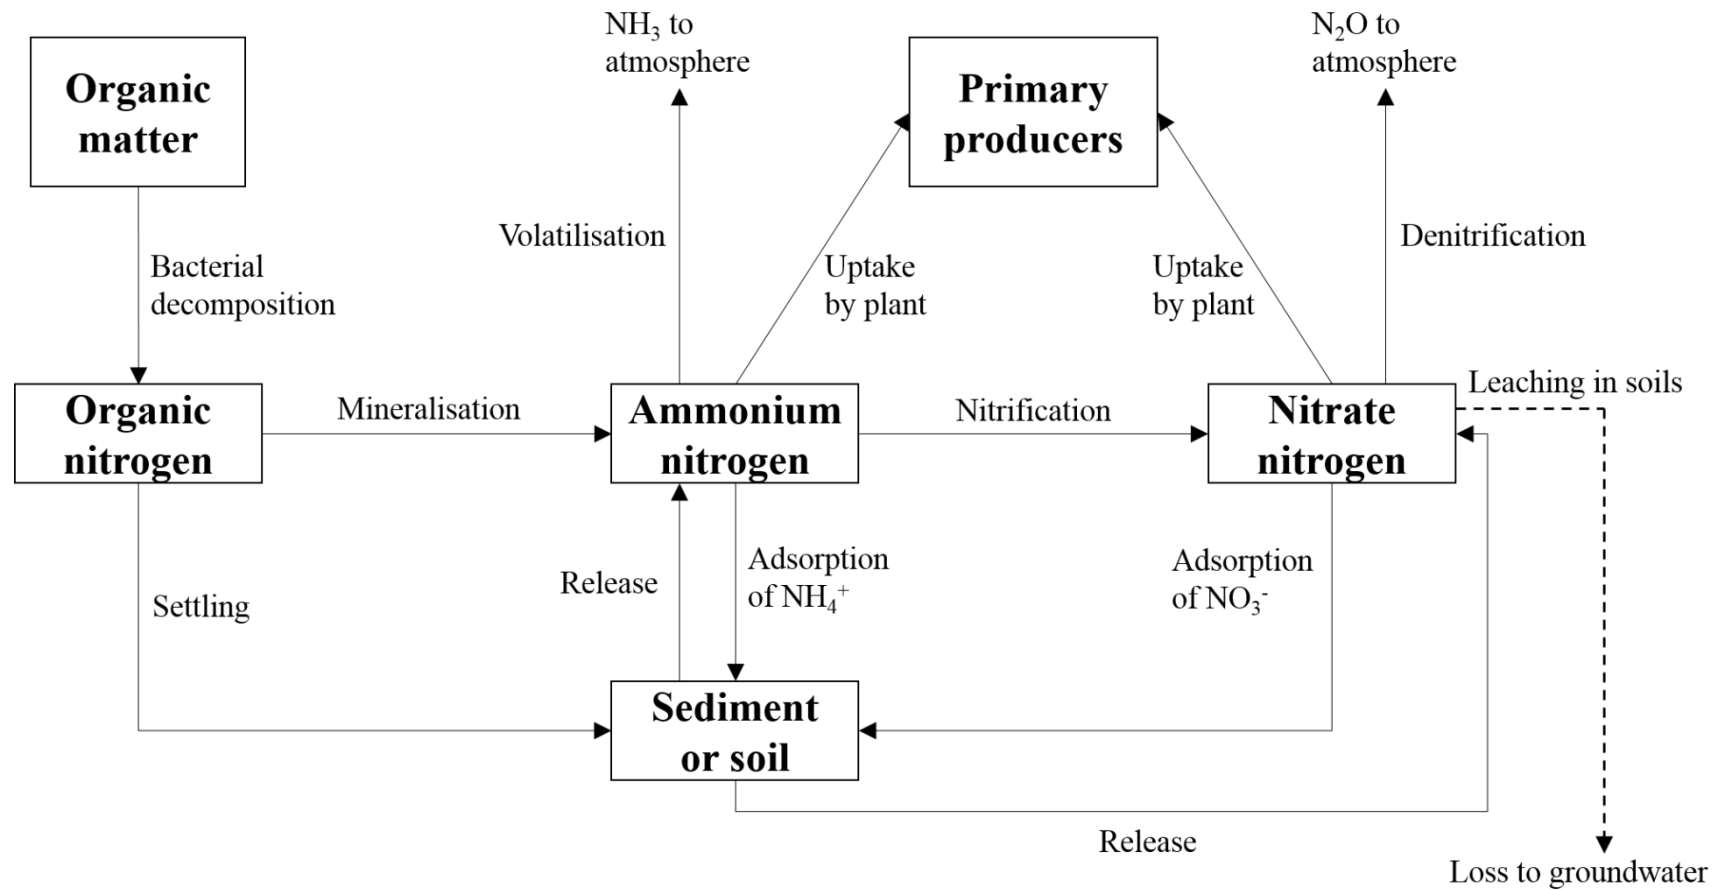 NH₃ to
atmosphere
N₂O to
atmosphere
Organic
matter
Primary
producers
Volatilisation
Denitrification
Bacterial
decomposition
Uptake
by plant
Uptake
by plant
Leaching in soils
Organic
nitrogen
Mineralisation
Ammonium
nitrogen
Nitrification
Nitrate
nitrogen
Settling
Release
Adsorption
of NH₄⁺
Adsorption
of NO₃⁻
Sediment
or soil
Release
Loss to groundwater